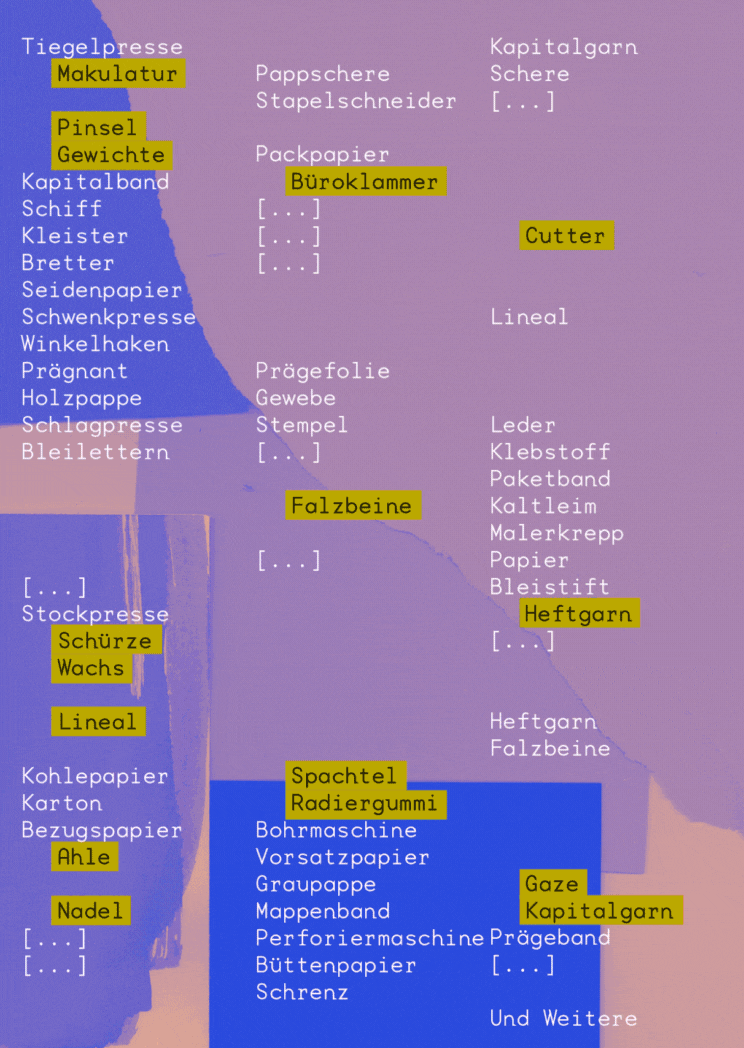 Tiegelpresse
Makulatur
Pinsel
Gewichte
Kapitalband
Schiff
Kleister
Bretter
Seidenpapier
Schwenkpresse
Winkelhaken
Prägnant
Holzpappe
Schlagpresse
Bleilettern
[...]
Stockpresse
Schürze
Wachs
Lineal
Kohlepapier
Karton
Bezugspapier
Ahle
Nadel
[...]
[...]
Pappschere
Stapelschneider
Packpapier
Büroklammer
[...]
[...]
[...]
Prägefolie
Gewebe
Stempel
[...]
Falzbeine
[...]
Spachtel
Radiergummi
Bohrmaschine
Vorsatzpapier
Graupappe
Mappenband
Perforiermaschine
Büttenpapier
Schrenz
Kapitalgarn
Schere
[...]
Cutter
Lineal
Leder
Klebstoff
Paketband
Kaltleim
Malerkrepp
Papier
Bleistift
Heftgarn
[...]
Heftgarn
Falzbeine
Gaze
Kapitalgarn
Prägeband
[...]
Und Weitere